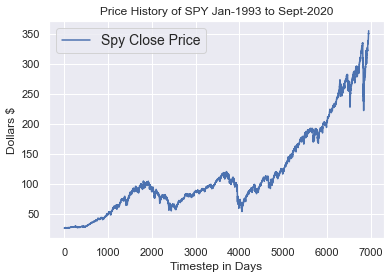 Price History of SPY Jan-1993 to Sept-2020
Spy Close Price
Dollars $
350
300
250
200
150
100
50
0 1000 2000 3000 4000 5000 6000 7000
Timestep in Days